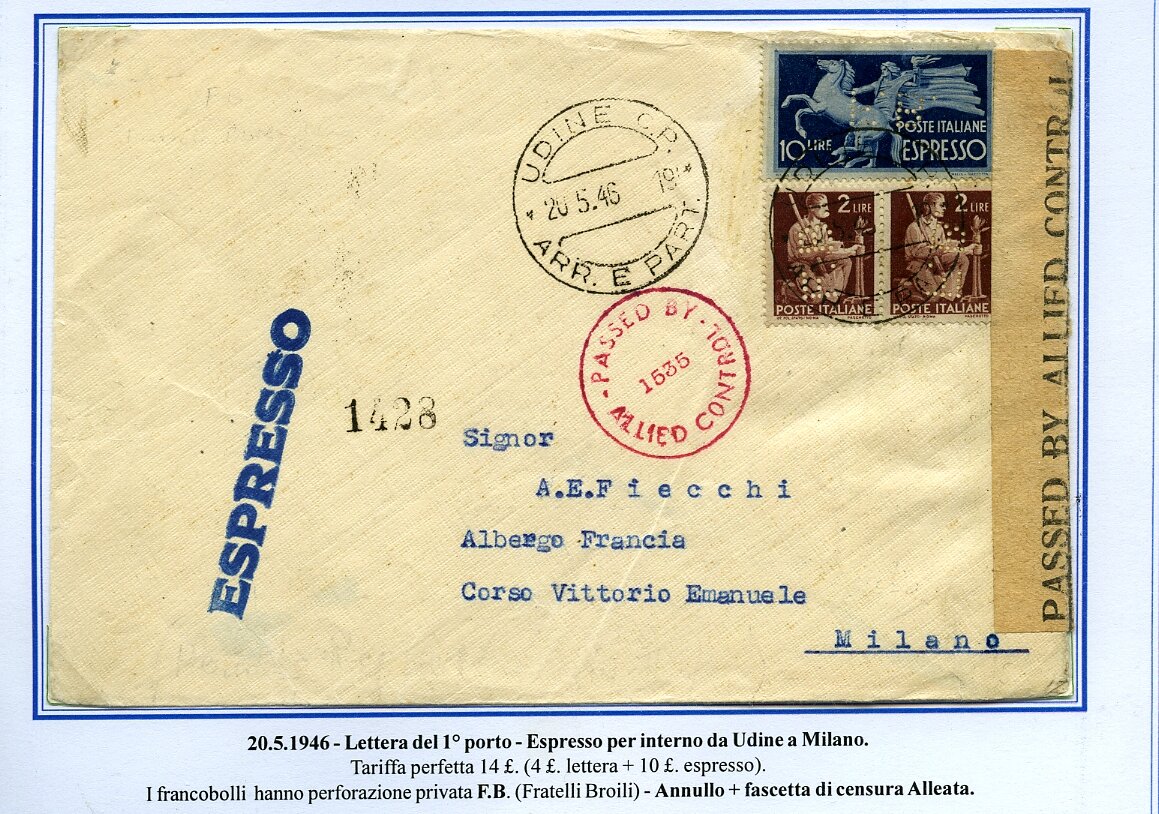 UDINE C.P.
* 20.5.46 19 *
ARR. E PART.
10 LIRE
POSTE ITALIANE
ESPRESSO
2 LIRE
POSTE ITALIANE
2 LIRE
POSTE ITALIANE
PASSED BY ALLIED CONTROL
- PASSED BY -
1535
ALLIED CONTROL
ESPRESSO
1428
Signor
A.E.Fiecchi
Albergo Francia
Corso Vittorio Emanuele
Milano
20.5.1946 - Lettera del 1° porto - Espresso per interno da Udine a Milano.
Tariffa perfetta 14 £. (4 £. lettera + 10 £. espresso).
I francobolli hanno perforazione privata F.B. (Fratelli Broili) - Annullo + fascetta di censura Alleata.